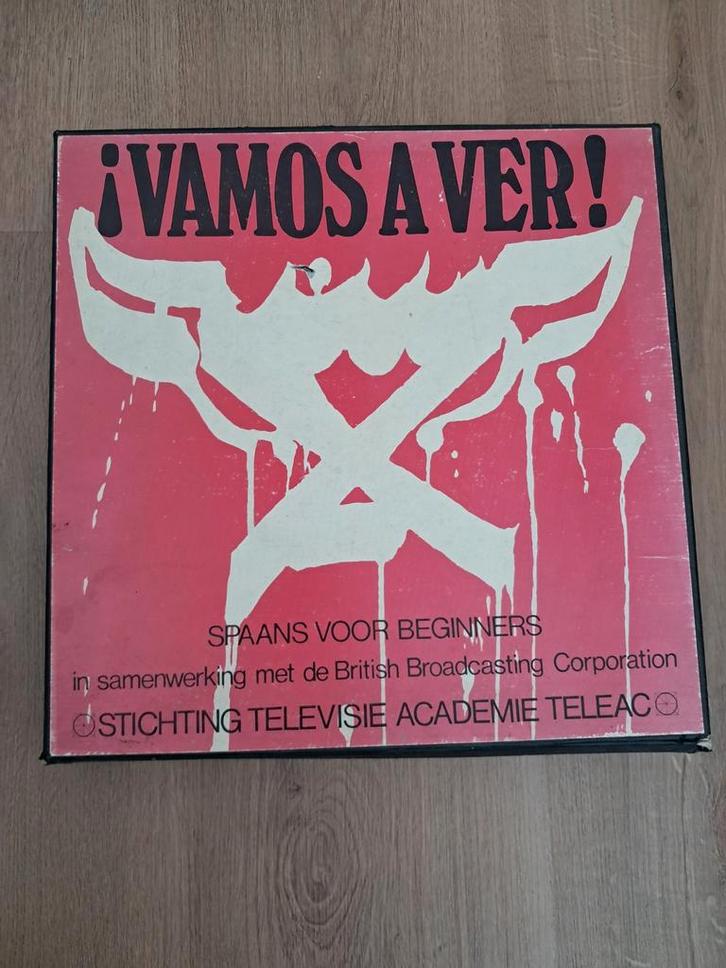 ¡VAMOS A VER!
SPAANS VOOR BEGINNERS
in samenwerking met de British Broadcasting Corporation
STICHTING TELEVISIE ACADEMIE TELEAC